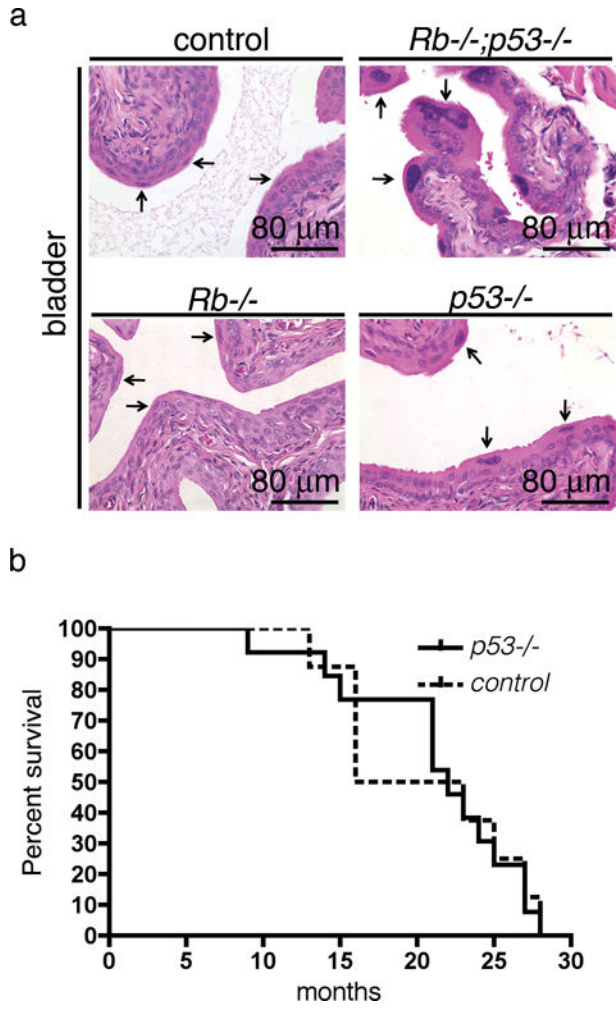 a
control
Rb-/-;p53-/-
bladder
80 μm
80 μm
Rb-/-
p53-/-
80 μm
80 μm
b
100
90
80
70
60
50
40
30
20
10
0
Percent survival
p53-/-
control
0 5 10 15 20 25 30
months